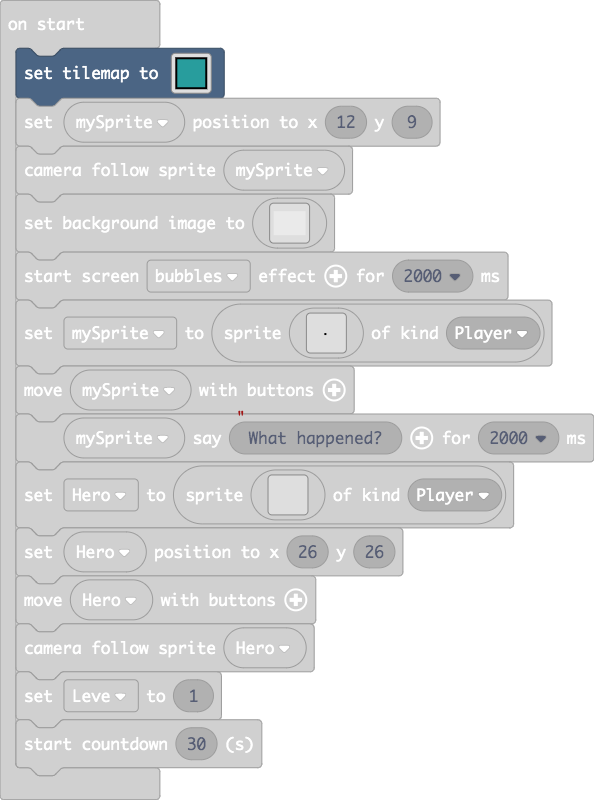 on start
set tilemap to
set mySprite position to x 12 y 9
camera follow sprite mySprite
set background image to
start screen bubbles effect for 2000 ms
set mySprite to sprite of kind Player
move mySprite with buttons
" mySprite say What happened? for 2000 ms
set Hero to sprite of kind Player
set Hero position to x 26 y 26
move Hero with buttons
camera follow sprite Hero
set Leve to 1
start countdown 30 (s)